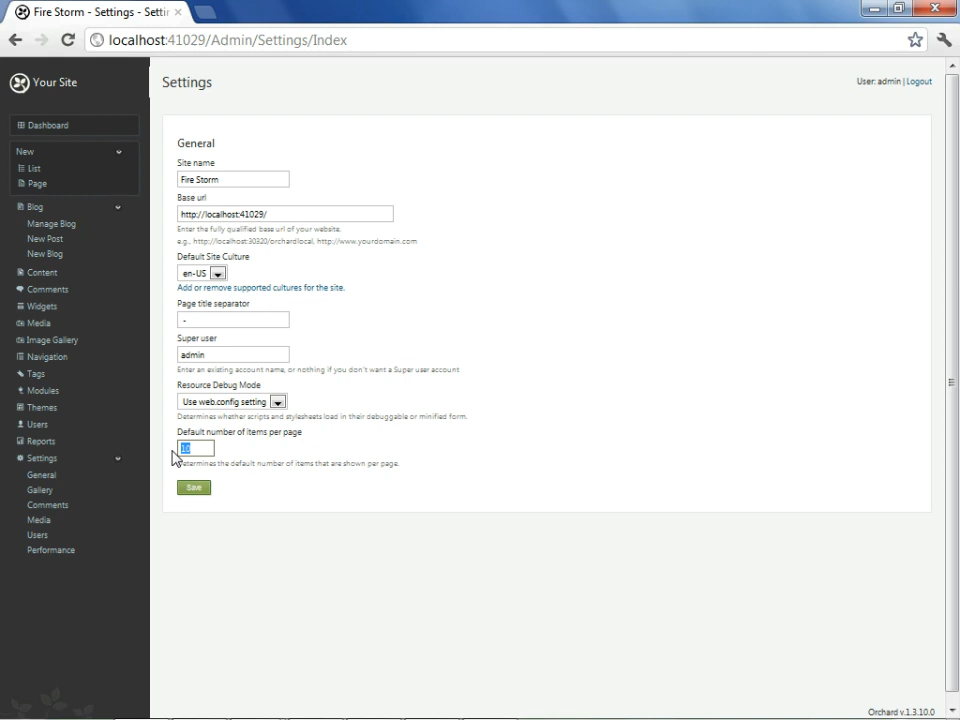 Fire Storm - Settings - Settin
localhost:41029/Admin/Settings/Index
Your Site
Settings
User: admin | Logout
Dashboard
New
List
Page
Blog
Manage Blog
New Post
New Blog
Content
Comments
Widgets
Media
Image Gallery
Navigation
Tags
Modules
Themes
Users
Reports
Settings
General
Gallery
Comments
Media
Users
Performance
General
Site name
Fire Storm
Base url
http://localhost:41029/
Enter the fully qualified base url of your website.
e.g., http://localhost:30320/orchardlocal, http://www.yourdomain.com
Default Site Culture
en-US
Add or remove supported cultures for the site.
Page title separator
-
Super user
admin
Enter an existing account name, or nothing if you don't want a Super user account
Resource Debug Mode
Use web.config setting
Determines whether scripts and stylesheets load in their debuggable or minified form.
Default number of items per page
10
Determines the default number of items that are shown per page.
Save
Orchard v.1.3.10.0